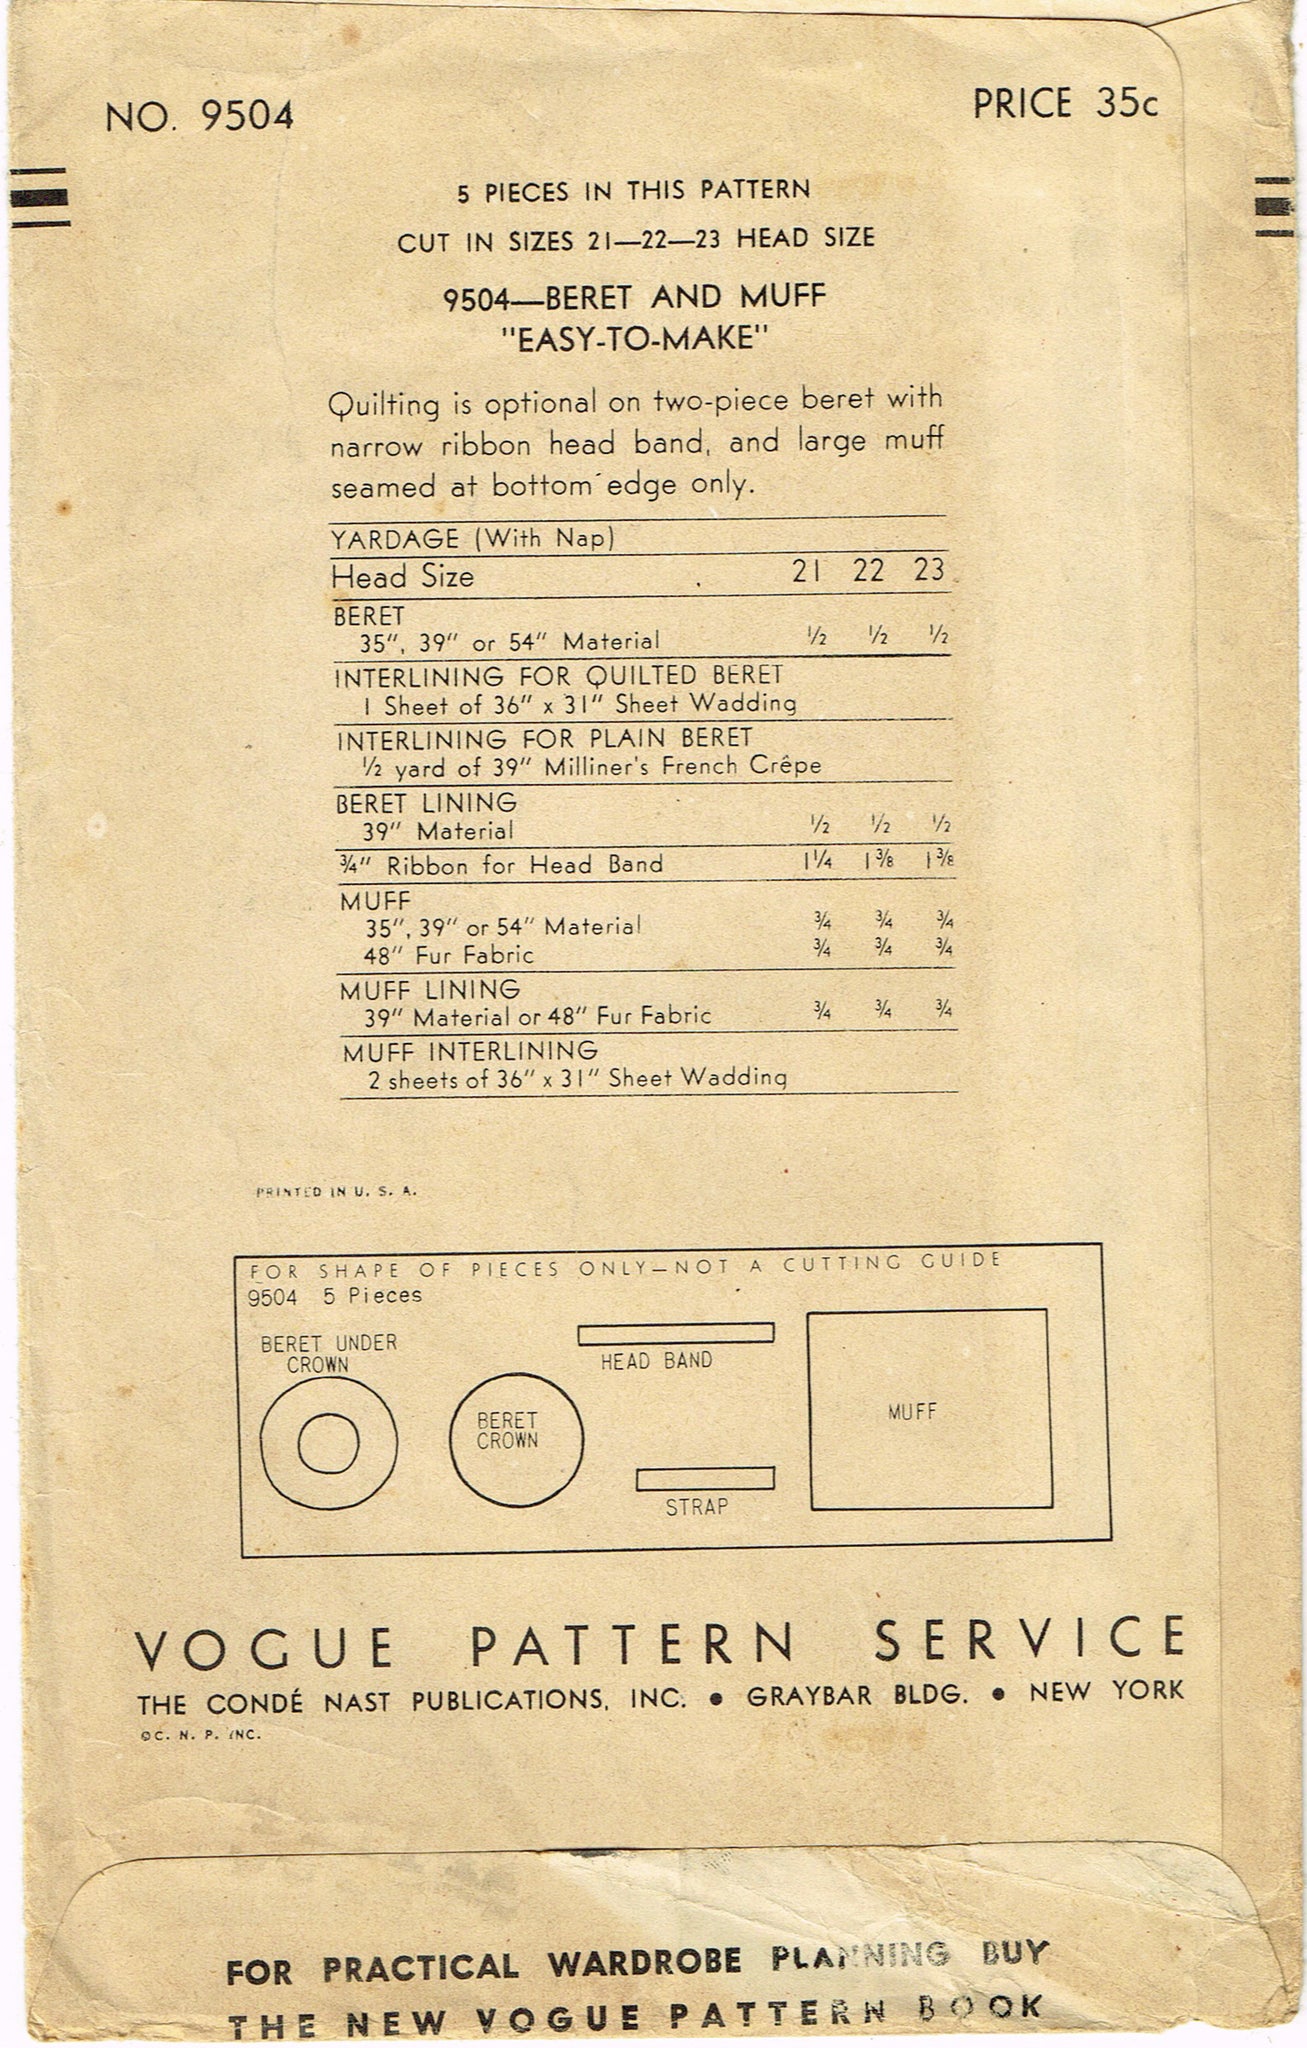 NO. 9504
PRICE 35c
5 PIECES IN THIS PATTERN
CUT IN SIZES 21—22—23 HEAD SIZE
9504—BERET AND MUFF
"EASY-TO-MAKE"
Quilting is optional on two-piece beret with
narrow ribbon head band, and large muff
seamed at bottom edge only.
YARDAGE (With Nap)
Head Size 21 22 23
BERET
35", 39" or 54" Material ½ ½ ½
INTERLINING FOR QUILTED BERET
1 Sheet of 36" x 31" Sheet Wadding
INTERLINING FOR PLAIN BERET
½ yard of 39" Milliner's French Crêpe
BERET LINING
39" Material ½ ½ ½
¾" Ribbon for Head Band 1¼ 1⅜ 1⅜
MUFF
35", 39" or 54" Material ¾ ¾ ¾
48" Fur Fabric ¾ ¾ ¾
MUFF LINING
39" Material or 48" Fur Fabric ¾ ¾ ¾
MUFF INTERLINING
2 sheets of 36" x 31" Sheet Wadding
PRINTED IN U. S. A.
FOR SHAPE OF PIECES ONLY—NOT A CUTTING GUIDE
9504 5 Pieces
BERET UNDER
CROWN
BERET
CROWN
HEAD BAND
STRAP
MUFF
VOGUE PATTERN SERVICE
THE CONDÉ NAST PUBLICATIONS, INC. • GRAYBAR BLDG. • NEW YORK
©C. N. P. INC.
FOR PRACTICAL WARDROBE PLANNING BUY
THE NEW VOGUE PATTERN BOOK